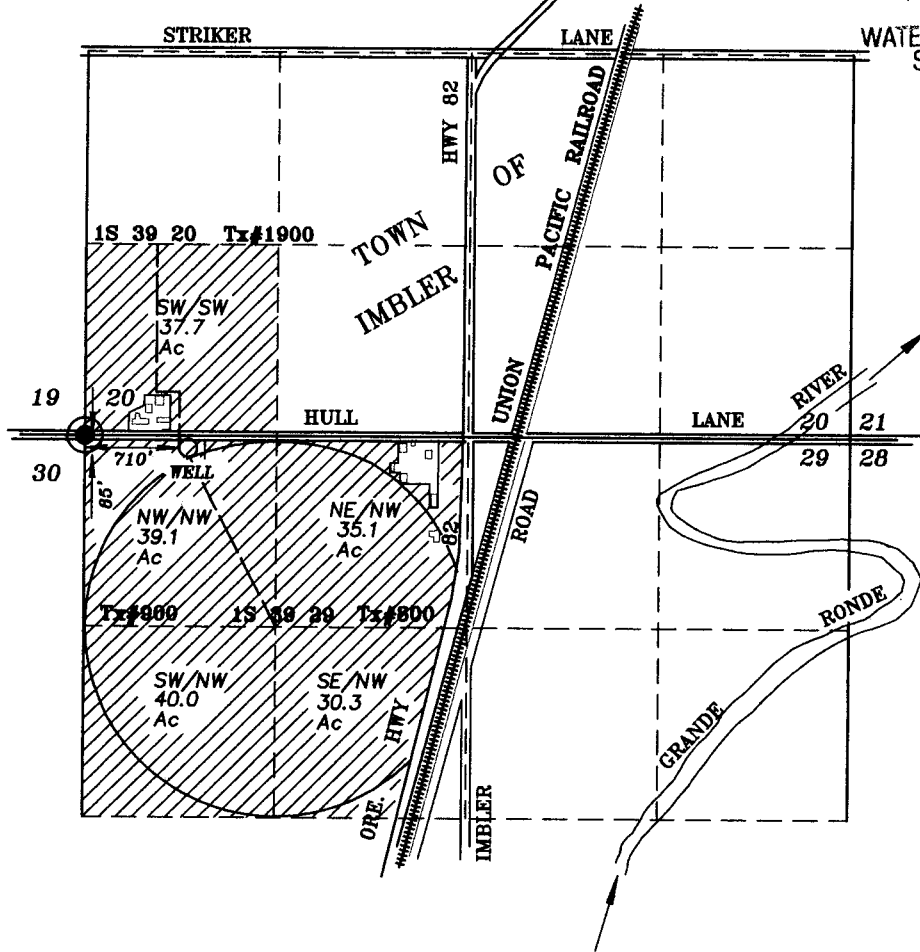 STRIKER LANE
WATE
HWY 82
PACIFIC RAILROAD
TOWN OF
IMBLER
1S 39 20 Tx#1900
SW/SW
37.7
Ac
UNION
RIVER
19 20
HULL LANE
20 21
30
710'
29 28
WELL
85'
NW/NW
39.1
Ac
NE/NW
35.1
Ac
82
ROAD
1S 39 29 Tx#800
RONDE
SW/NW
40.0
Ac
SE/NW
30.3
Ac
HWY
GRANDE
ORE.
IMBLER